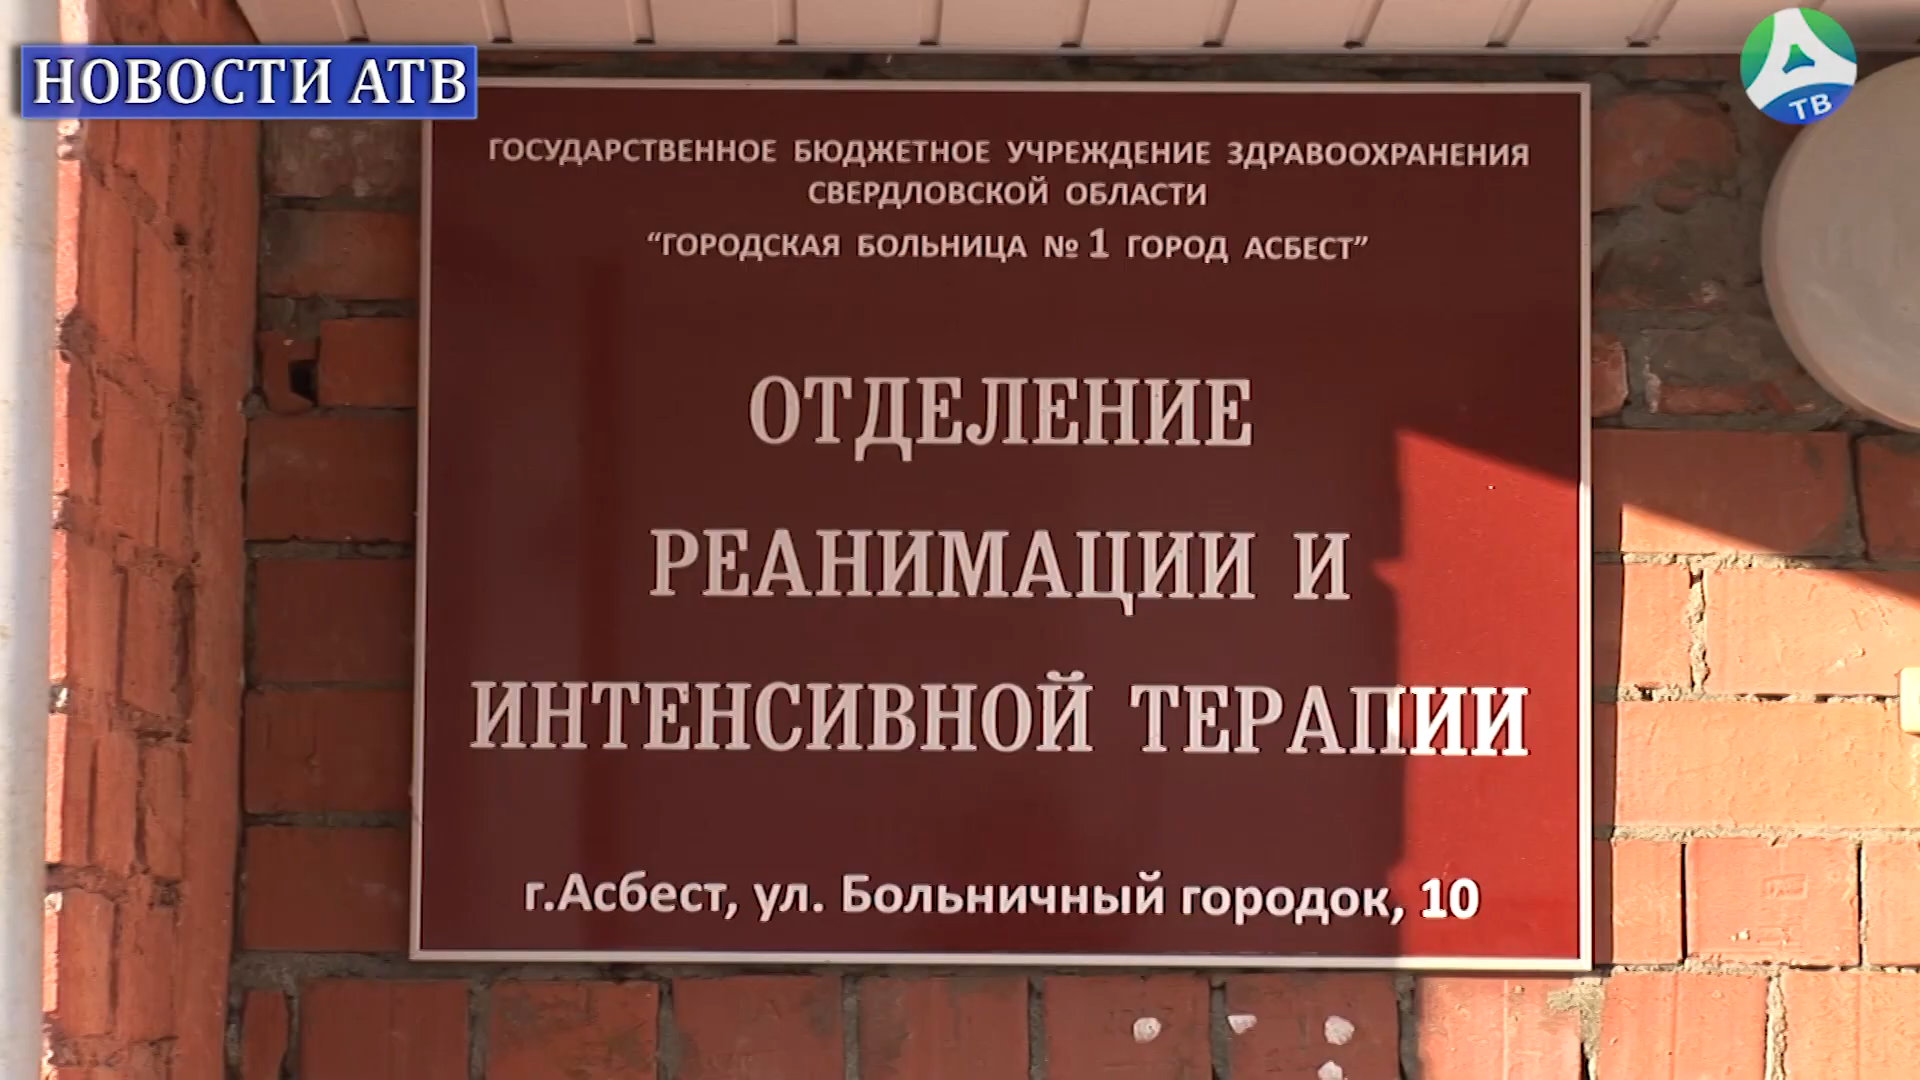 НОВОСТИ АТВ
ТВ
ГОСУДАРСТВЕННОЕ БЮДЖЕТНОЕ УЧРЕЖДЕНИЕ ЗДРАВООХРАНЕНИЯ
СВЕРДЛОВСКОЙ ОБЛАСТИ
“ГОРОДСКАЯ БОЛЬНИЦА № 1 ГОРОД АСБЕСТ”
ОТДЕЛЕНИЕ
РЕАНИМАЦИИ И
ИНТЕНСИВНОЙ ТЕРАПИИ
г.Асбест, ул. Больничный городок, 10